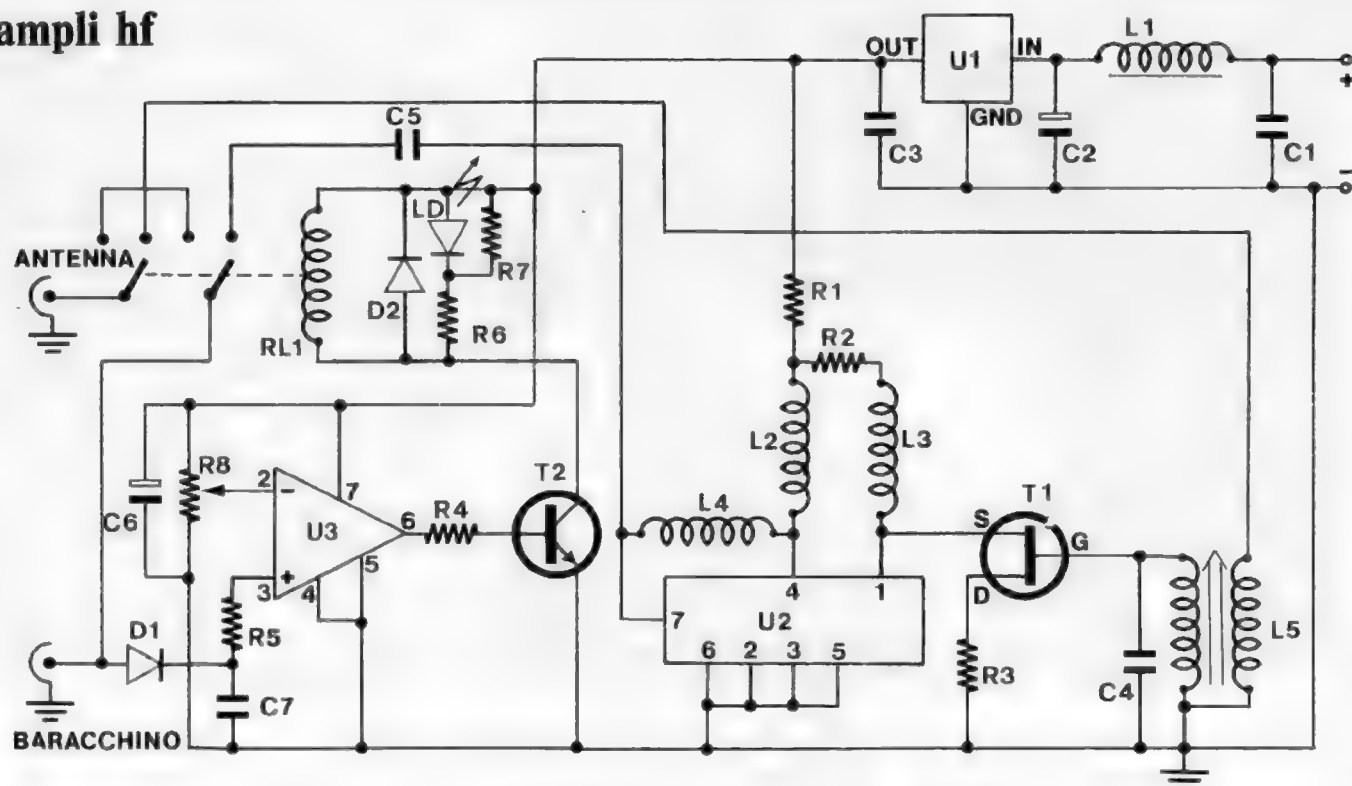 ampli hf
OUT
U1
IN
L1
+
GND
C3
C2
C1
-
C5
LD
R7
ANTENNA
D2
R6
RL1
R1
R2
L2
L3
R8
2
-
7
U3
6
R4
T2
C6
5
+
3
4
L4
S
T1
G
D
4
1
7
U2
6
2
3
5
R5
D1
C7
R3
C4
L5
BARACCHINO